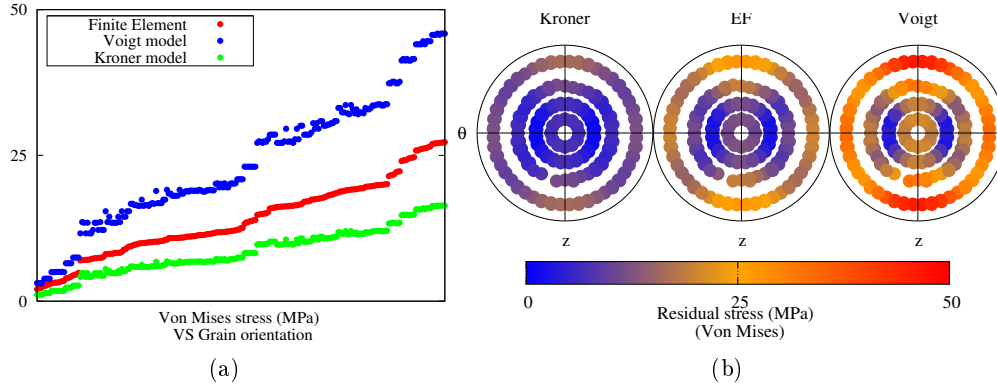 50
25
0
Finite Element
Voigt model
Kroner model
Von Mises stress (MPa)
VS Grain orientation
(a)
Kroner EF Voigt
θ
z z z
0 25 50
Residual stress (MPa)
(Von Mises)
(b)